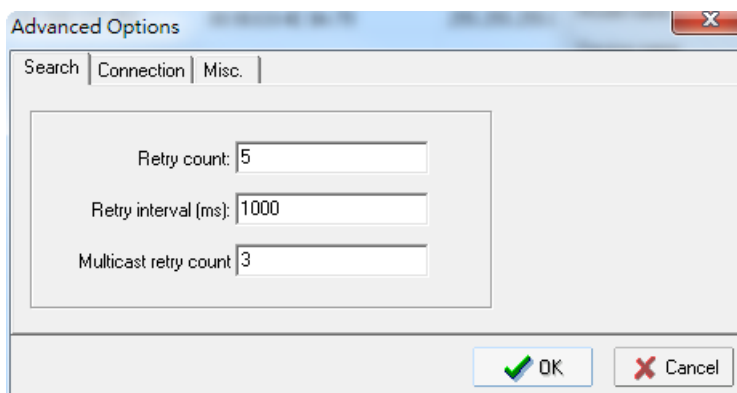 Advanced Options
Search Connection Misc.
Retry count: 5
Retry interval (ms): 1000
Multicast retry count 3
OK Cancel